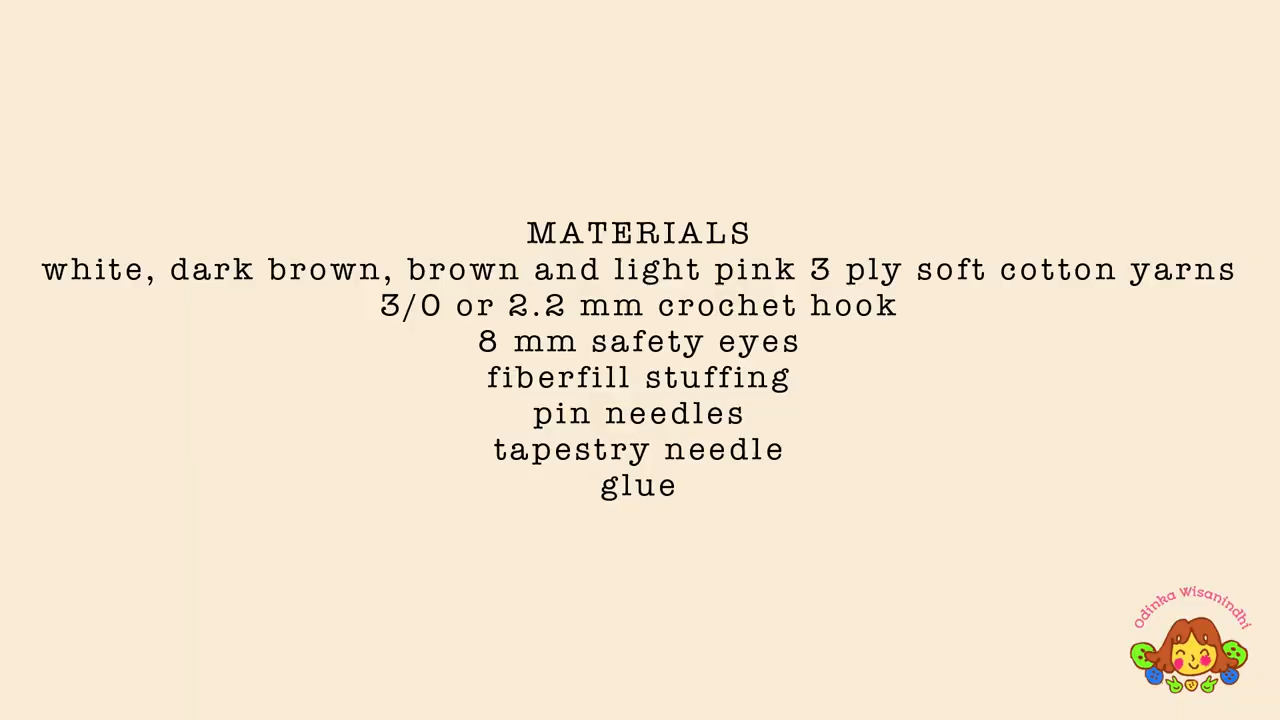 MATERIALS
white, dark brown, brown and light pink 3 ply soft cotton yarns
3/0 or 2.2 mm crochet hook
8 mm safety eyes
fiberfill stuffing
pin needles
tapestry needle
glue
Odinka Wisanindhi